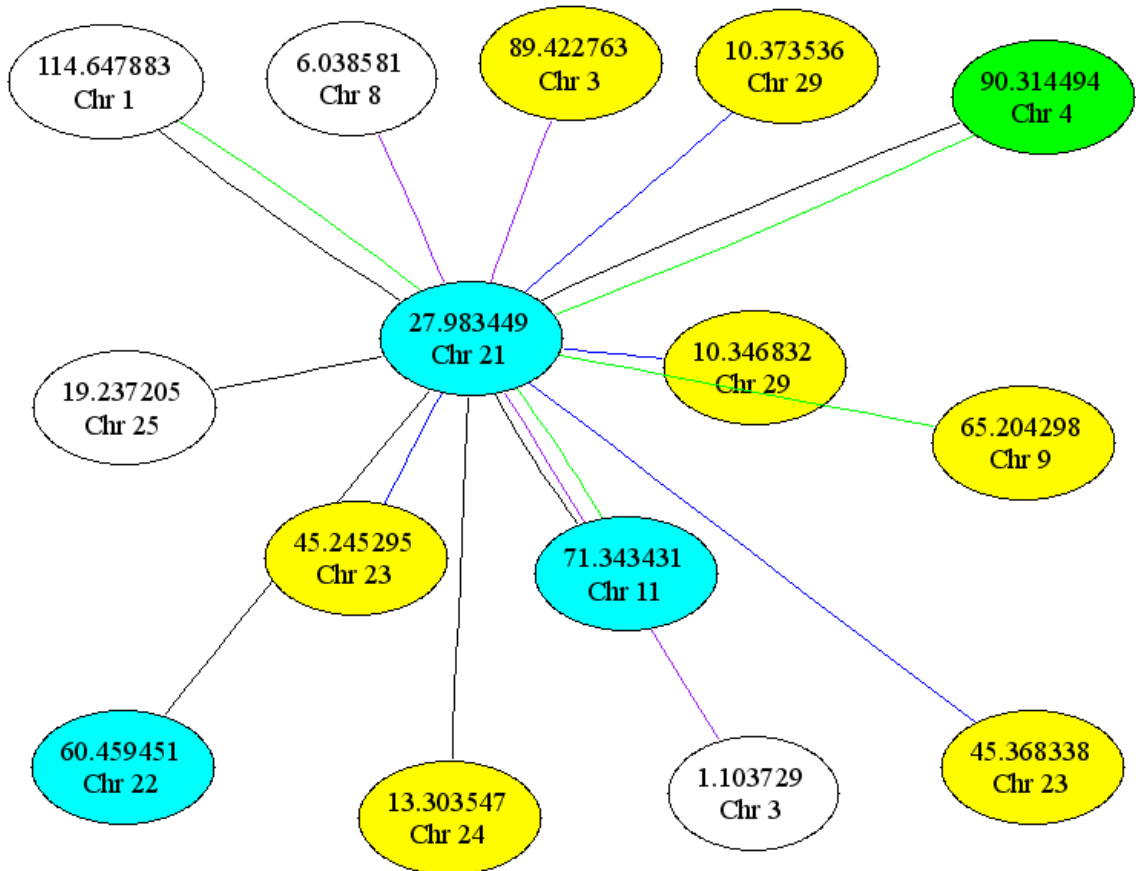 114.647883
Chr 1
6.038581
Chr 8
89.422763
Chr 3
10.373536
Chr 29
90.314494
Chr 4
27.983449
Chr 21
10.346832
Chr 29
19.237205
Chr 25
65.204298
Chr 9
45.245295
Chr 23
71.343431
Chr 11
60.459451
Chr 22
13.303547
Chr 24
1.103729
Chr 3
45.368338
Chr 23